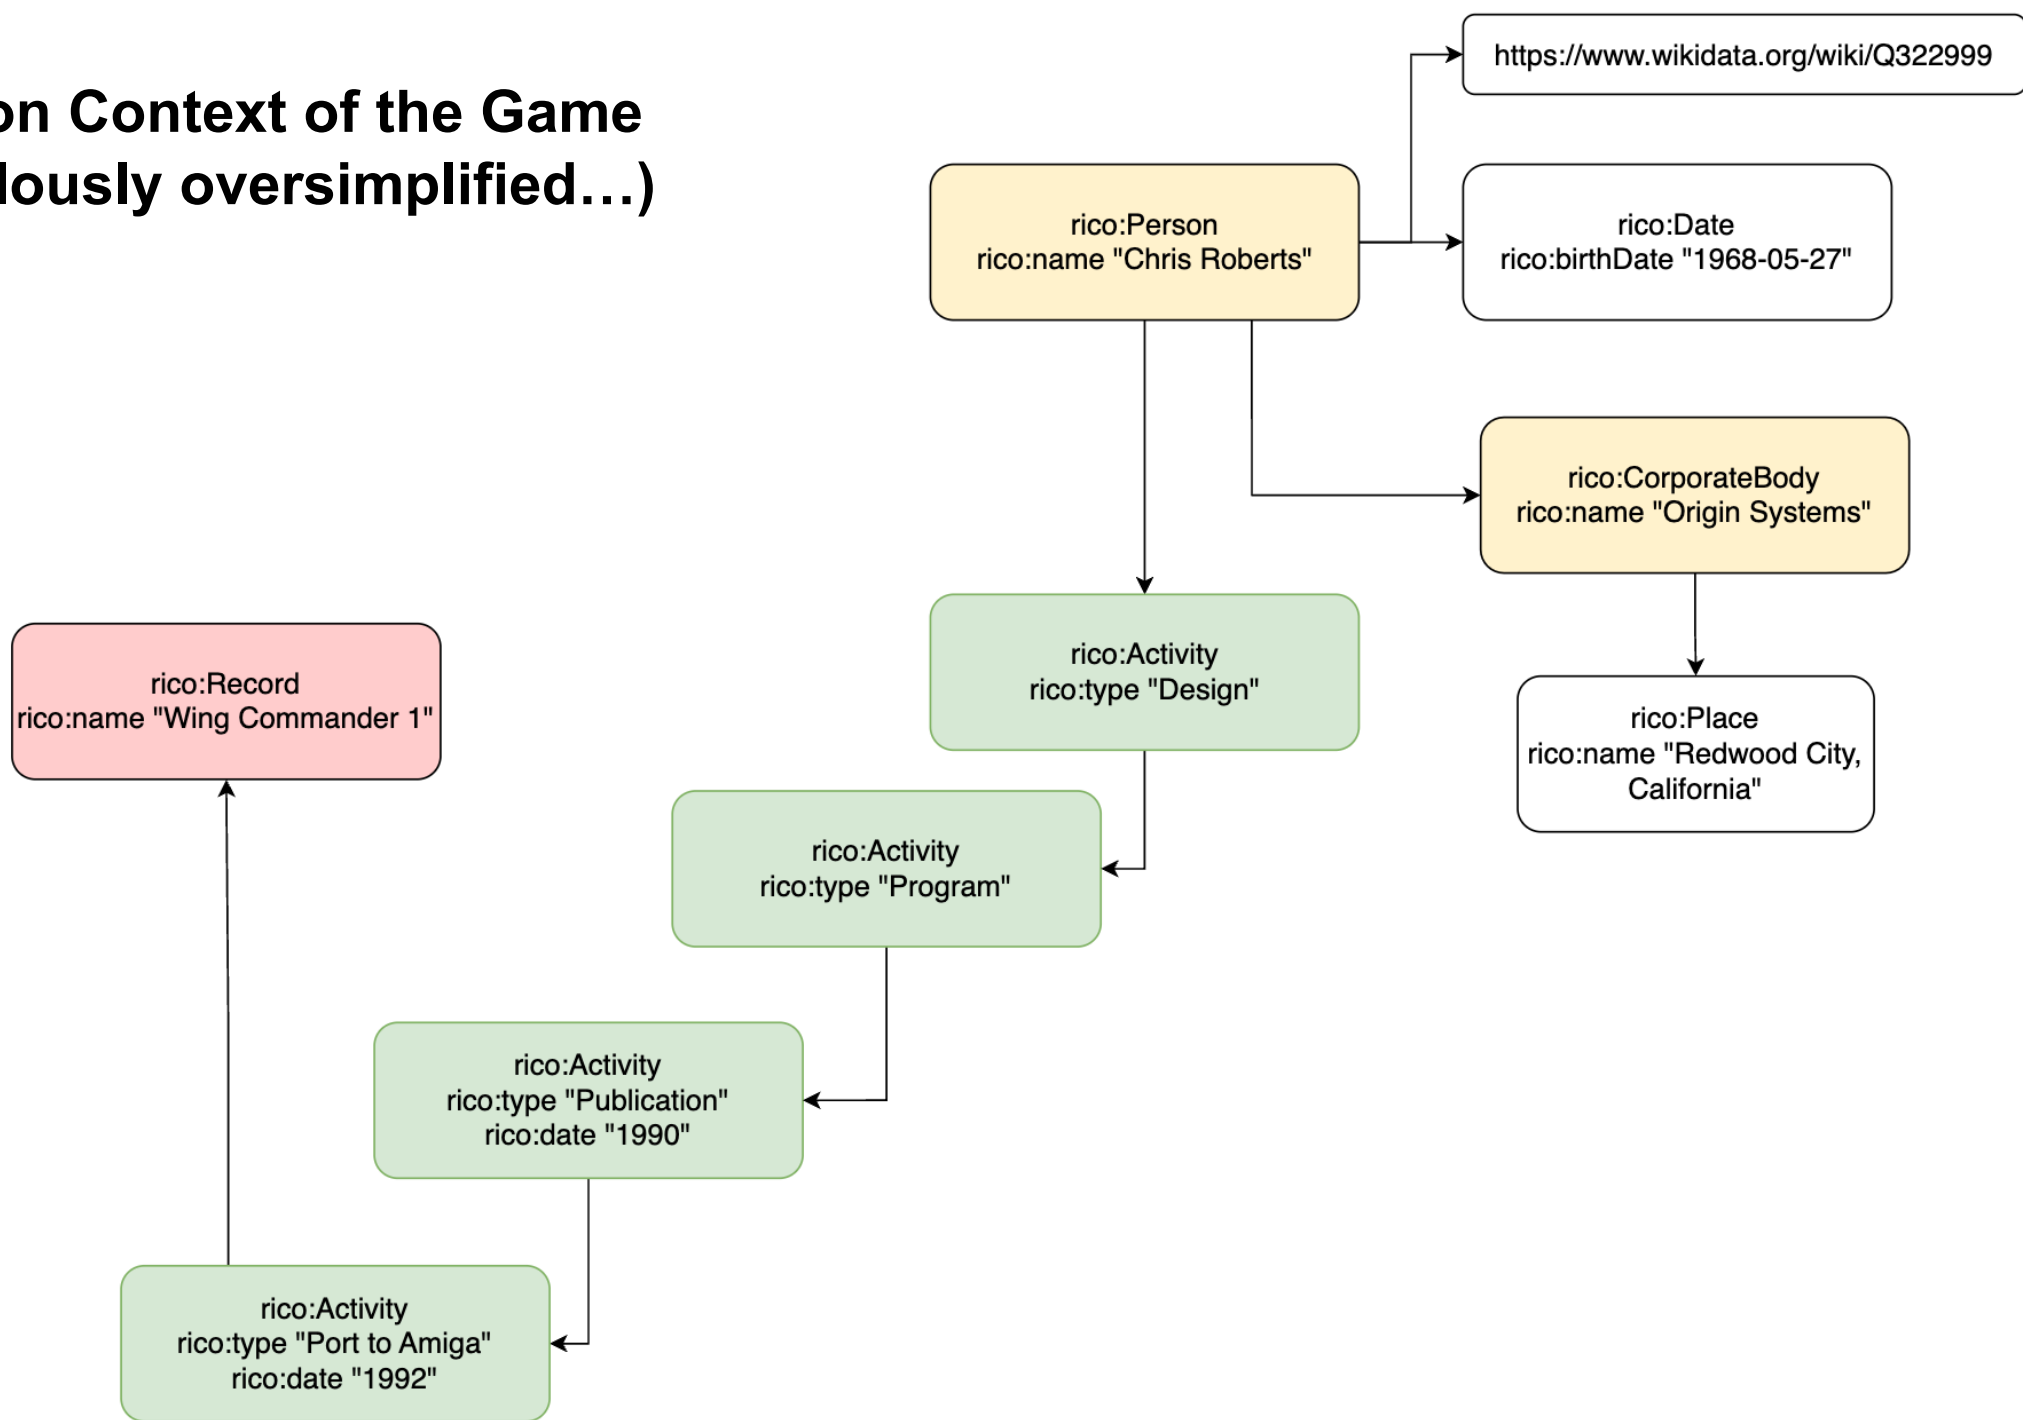 on Context of the Game
lously oversimplified…)
https://www.wikidata.org/wiki/Q322999
rico:Person
rico:name "Chris Roberts"
rico:Date
rico:birthDate "1968-05-27"
rico:CorporateBody
rico:name "Origin Systems"
rico:Activity
rico:type "Design"
rico:Record
rico:name "Wing Commander 1"
rico:Place
rico:name "Redwood City,
California"
rico:Activity
rico:type "Program"
rico:Activity
rico:type "Publication"
rico:date "1990"
rico:Activity
rico:type "Port to Amiga"
rico:date "1992"